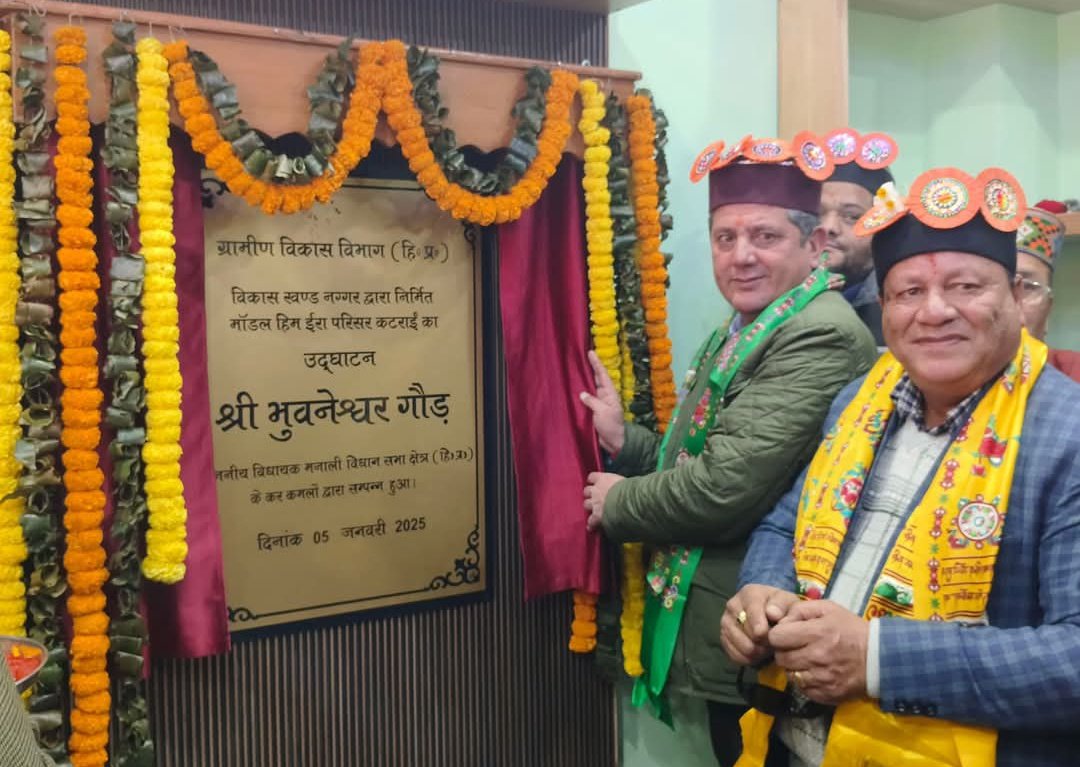 ग्रामीण विकास विभाग (हि॰ प्र॰)
विकास खण्ड नग्गर द्वारा निर्मित
मॉडल हिम ईरा परिसर कटराईं का
उद्‌घाटन
श्री भुवनेश्वर गौड़
ननीय विधायक मनाली विधान सभा क्षेत्र (हि॰प्र॰)
के कर कमलों द्वारा सम्पन्न हुआ।
दिनांक 05 जनवरी 2025